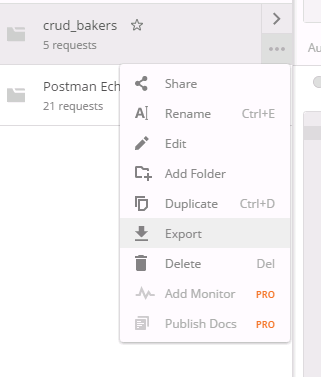 crud_bakers
5 requests
Au
Postman Ech
21 requests
Share
Rename Ctrl+E
Edit
Add Folder
Duplicate Ctrl+D
Export
Delete Del
Add Monitor PRO
Publish Docs PRO